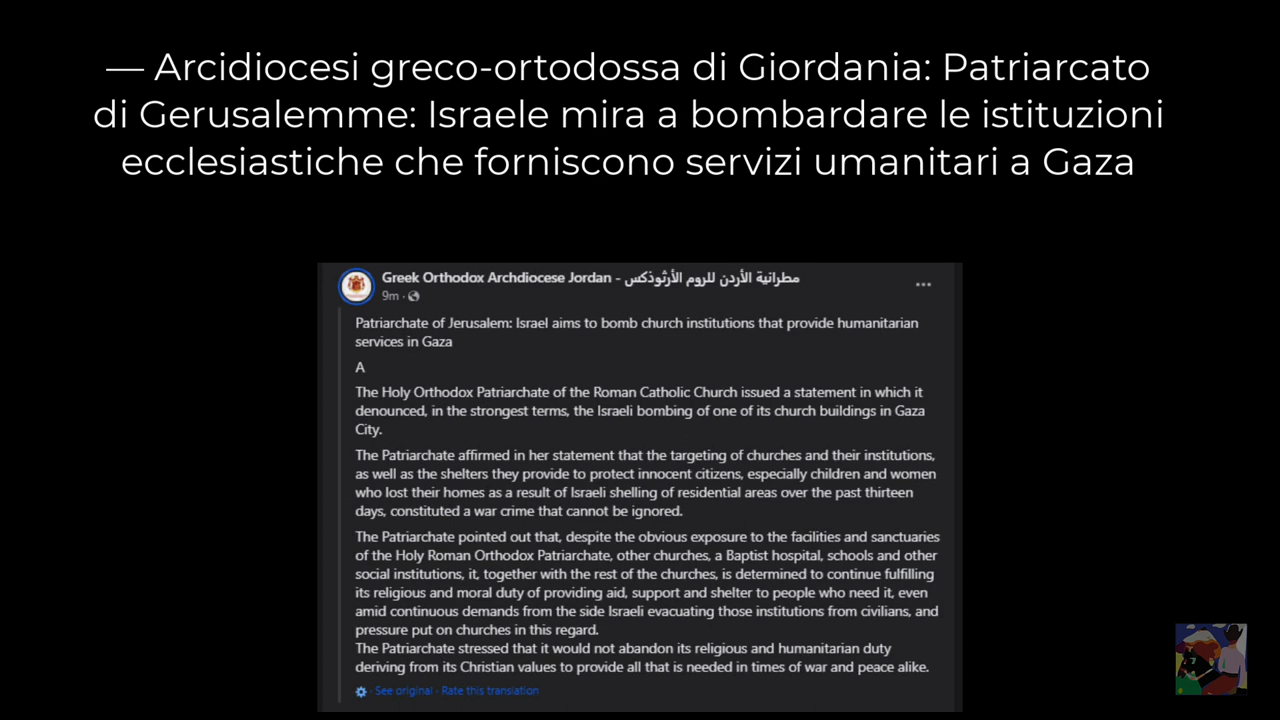 — Arcidiocesi greco-ortodossa di Giordania: Patriarcato
di Gerusalemme: Israele mira a bombardare le istituzioni
ecclesiastiche che forniscono servizi umanitari a Gaza
Greek Orthodox Archdiocese Jordan - مطرانية الأردن للروم الأرثوذكس
9m ·
Patriarchate of Jerusalem: Israel aims to bomb church institutions that provide humanitarian
services in Gaza
A
The Holy Orthodox Patriarchate of the Roman Catholic Church issued a statement in which it
denounced, in the strongest terms, the Israeli bombing of one of its church buildings in Gaza
City.
The Patriarchate affirmed in her statement that the targeting of churches and their institutions,
as well as the shelters they provide to protect innocent citizens, especially children and women
who lost their homes as a result of Israeli shelling of residential areas over the past thirteen
days, constituted a war crime that cannot be ignored.
The Patriarchate pointed out that, despite the obvious exposure to the facilities and sanctuaries
of the Holy Roman Orthodox Patriarchate, other churches, a Baptist hospital, schools and other
social institutions, it, together with the rest of the churches, is determined to continue fulfilling
its religious and moral duty of providing aid, support and shelter to people who need it, even
amid continuous demands from the side Israeli evacuating those institutions from civilians, and
pressure put on churches in this regard.
The Patriarchate stressed that it would not abandon its religious and humanitarian duty
deriving from its Christian values to provide all that is needed in times of war and peace alike.
· See original · Rate this translation